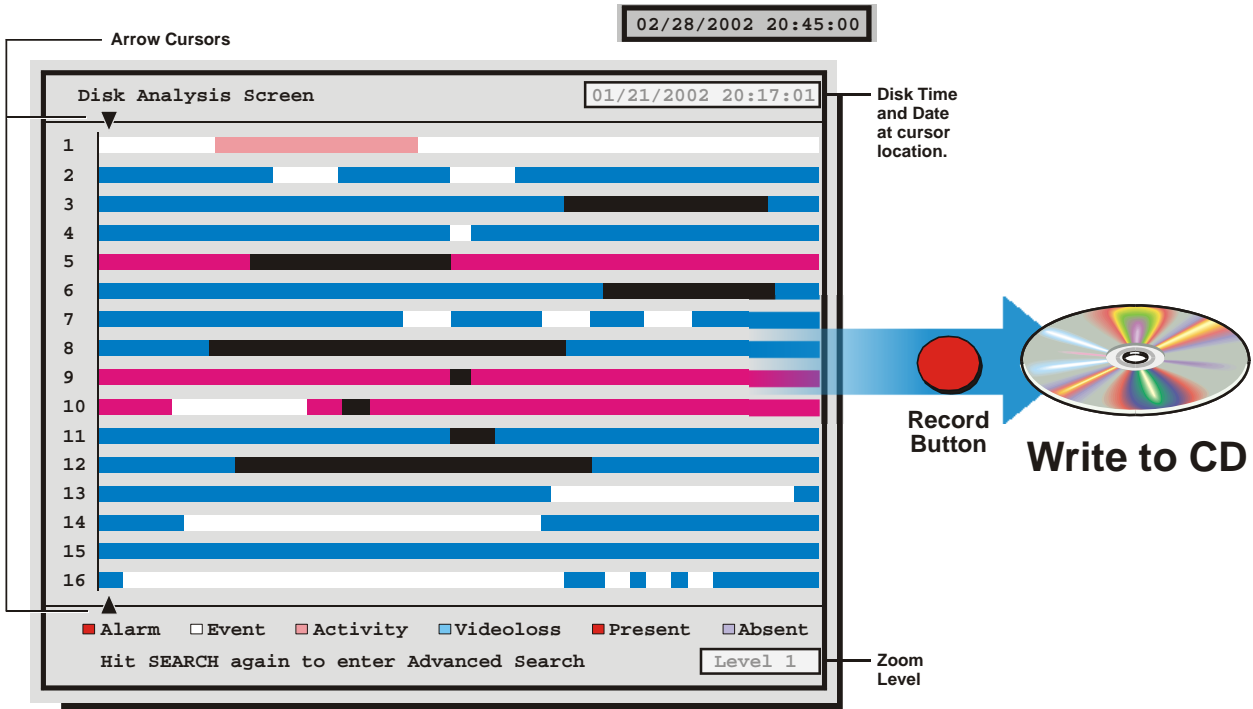 02/28/2002 20:45:00
Arrow Cursors
Disk Analysis Screen
01/21/2002 20:17:01
Disk Time
and Date
at cursor
location.
1
2
3
4
5
6
7
8
9
10
11
12
13
14
15
16
Record
Button
Write to CD
Alarm Event Activity Videoloss Present Absent
Hit SEARCH again to enter Advanced Search
Level 1
Zoom
Level